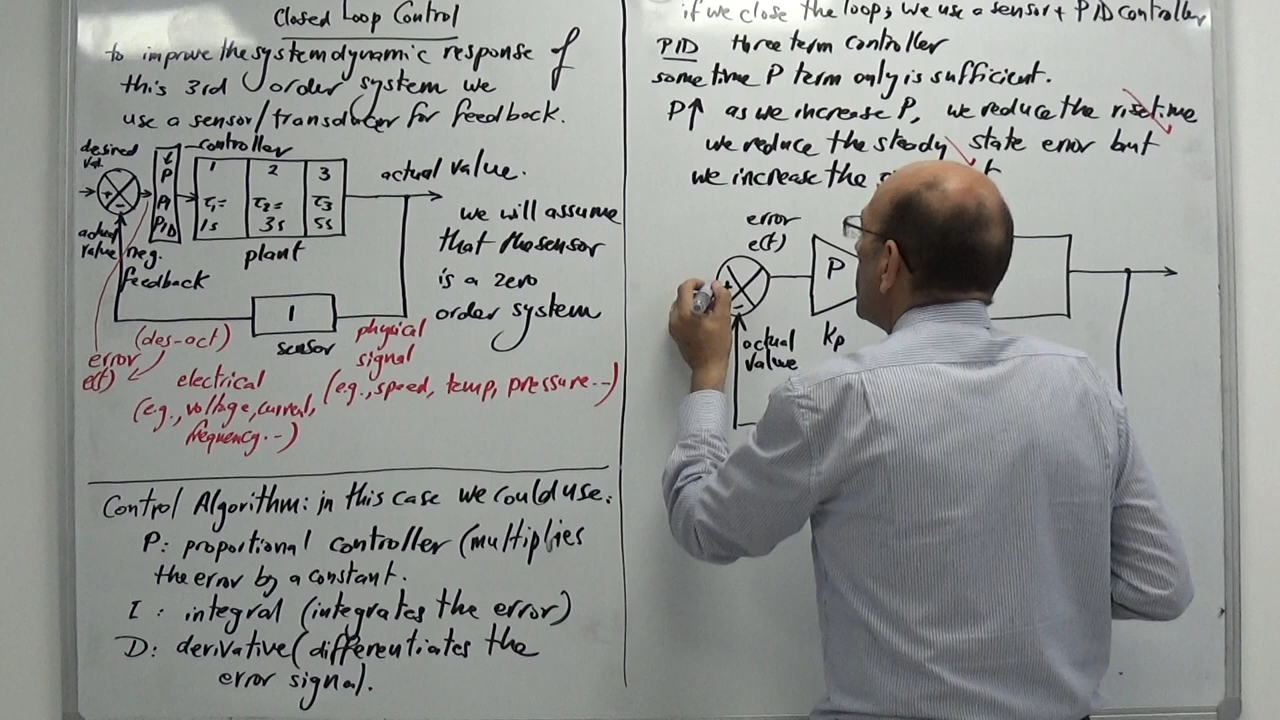 Closed Loop Control
to improve the system dynamic response of
this 3rd order system we
use a sensor/transducer for feedback.
desired
val.
controller
P
PI
PID
1
2
3
τ1=
τ2=
τ3
1s
3s
5s
actual value.
+
-
actual
value
neg.
feedback
plant
we will assume
that the sensor
is a zero
order system
1
sensor
(des-act)
error
e(t)
physical
signal
(e.g., speed, temp, pressure...)
electrical
(e.g., voltage, current,
frequency...)
Control Algorithm: in this case we could use:
P: proportional controller (multiplies
the error by a constant.
I: integral (integrates the error)
D: derivative (differentiates the
error signal).
if we close the loop; we use a sensor + PID controller
PID three term controller
some time P term only is sufficient.
P↑ as we increase P, we reduce the rise time
we reduce the steady state error but
we increase the
error
e(t)
+
-
P
Kp
actual
value